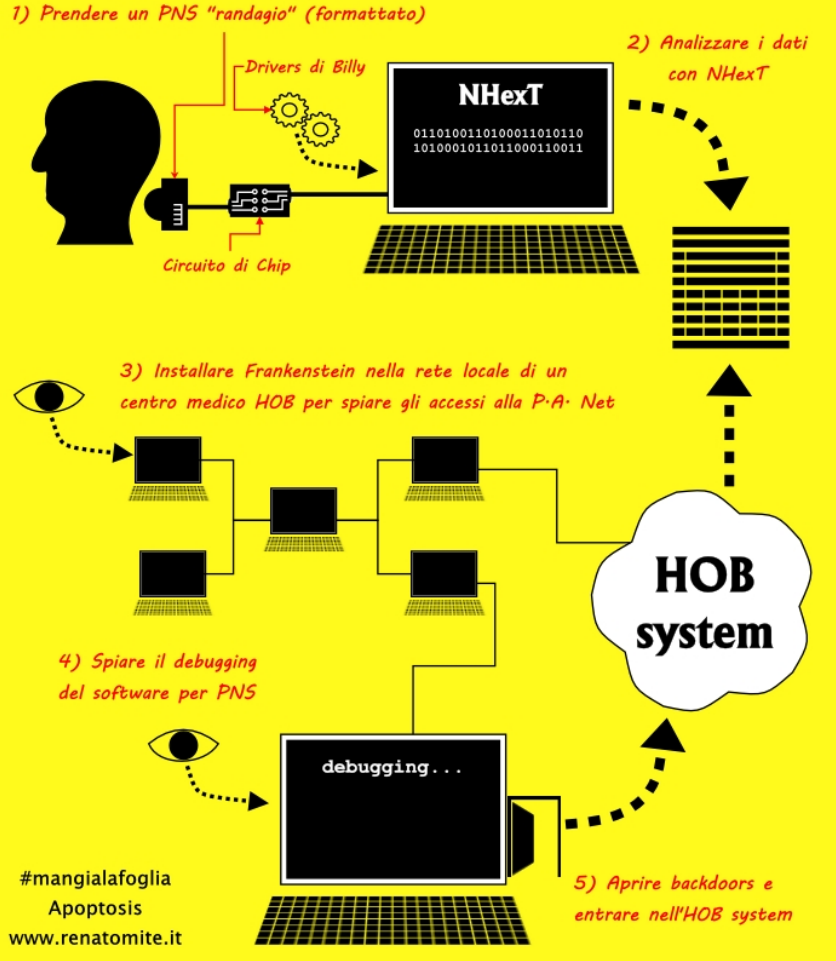 1) Prendere un PNS "randagio" (formattato)
Drivers di Billy
2) Analizzare i dati
con NHexT
NHexT
011010011010001101 0110
1010001011011000110011
Circuito di Chip
3) Installare Frankenstein nella rete locale di un
centro medico HOB per spiare gli accessi alla P.A. Net
HOB
system
4) Spiare il debugging
del software per PNS
debugging...
5) Aprire backdoors e
entrare nell'HOB system
#mangialafoglia
Apoptosis
www.renatomite.it